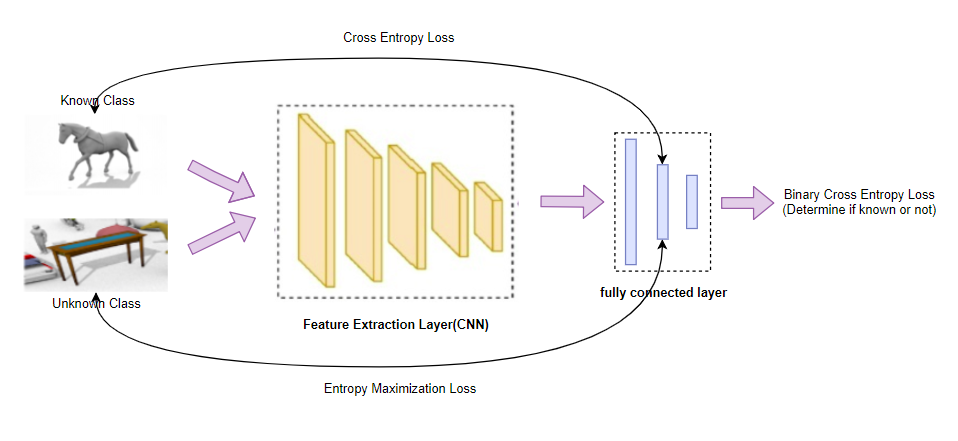 Cross Entropy Loss
Known Class
Unknown Class
Feature Extraction Layer(CNN)
fully connected layer
Binary Cross Entropy Loss
(Determine if known or not)
Entropy Maximization Loss